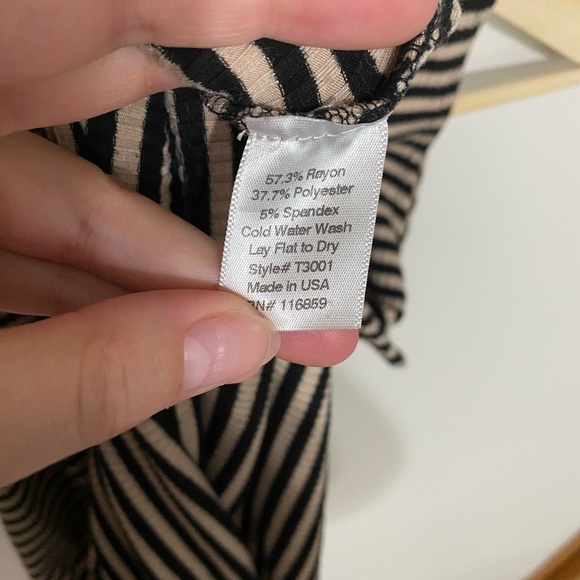 57.3% Rayon
37.7% Polyester
5% Spandex
Cold Water Wash
Lay Flat to Dry
Style# T3001
Made in USA
RN# 116859